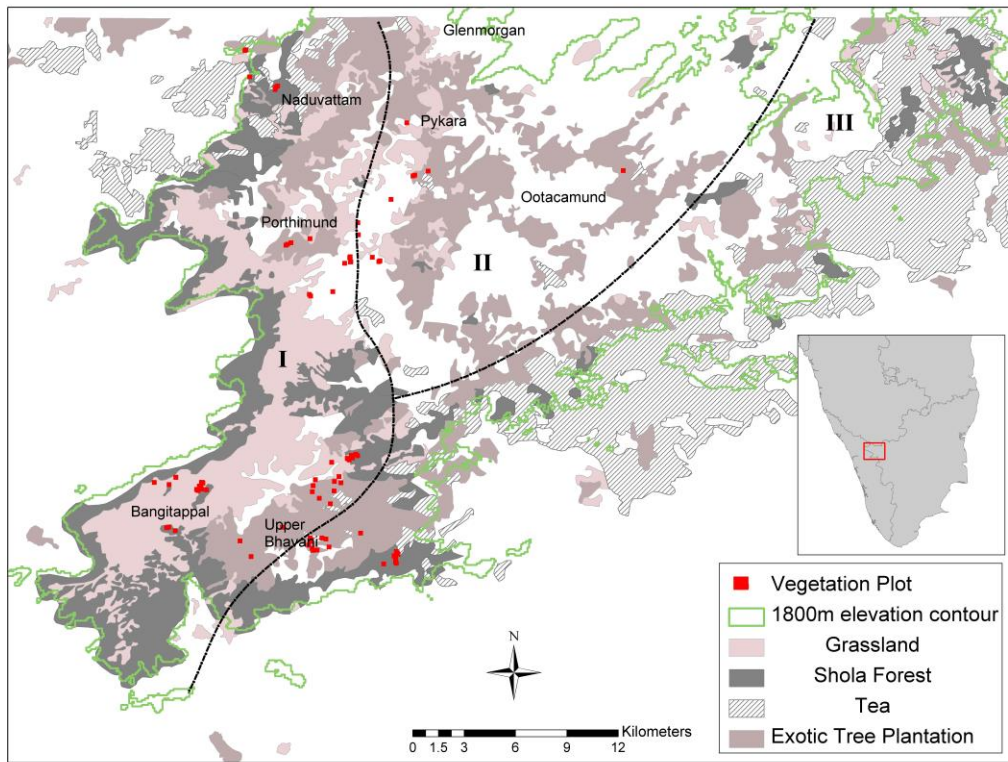 Glenmorgan
Naduvattam
III
Pykara
Ootacamund
Porthimund
II
I
Bangitappal
Upper
Bhavani
Vegetation Plot
1800m elevation contour
Grassland
Shola Forest
Tea
Exotic Tree Plantation
N
Kilometers
0 1.5 3 6 9 12